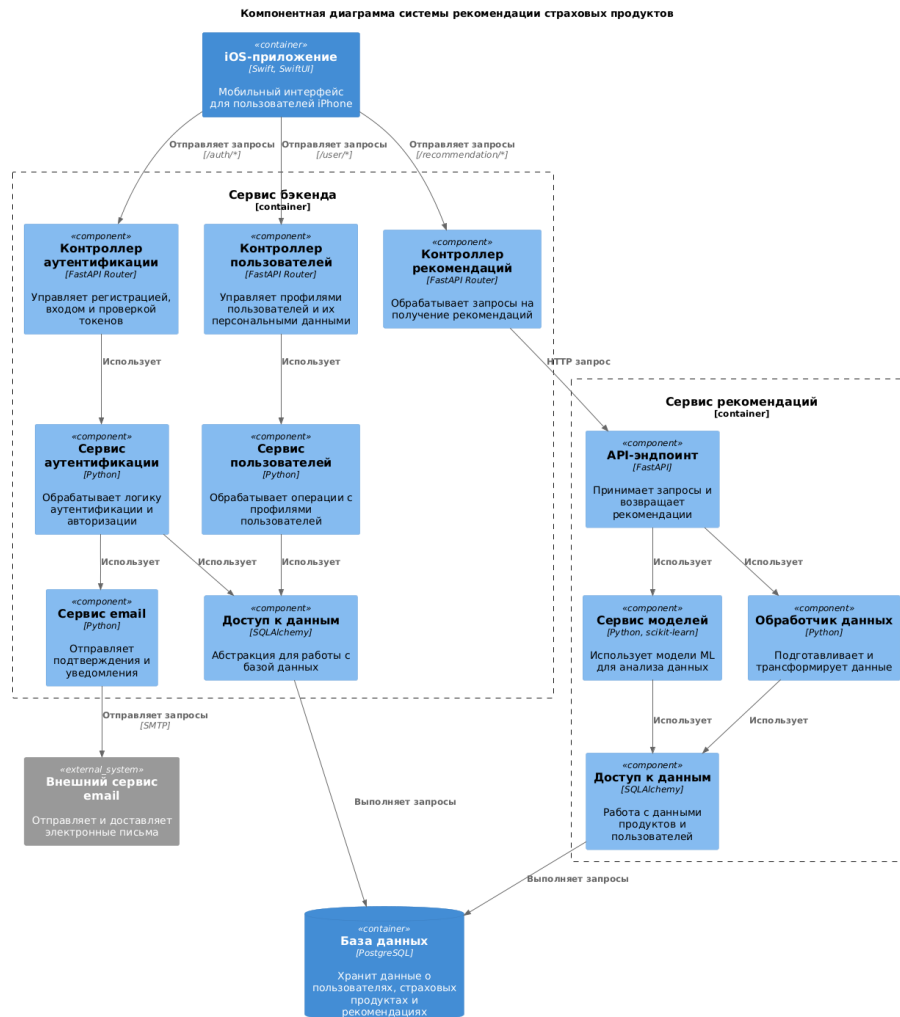 Компонентная диаграмма системы рекомендации страховых продуктов
«container»
iOS-приложение
[Swift, SwiftUI]
Мобильный интерфейс
для пользователей iPhone
Отправляет запросы
[/auth/*]
Отправляет запросы
[/user/*]
Отправляет запросы
[/recommendation/*]
Сервис бэкенда
[container]
«component»
Контроллер
аутентификации
[FastAPI Router]
Управляет регистрацией,
входом и проверкой
токенов
«component»
Контроллер
пользователей
[FastAPI Router]
Управляет профилями
пользователей и их
персональными данными
«component»
Контроллер
рекомендаций
[FastAPI Router]
Обрабатывает запросы на
получение рекомендаций
Использует
Использует
HTTP запрос
Сервис рекомендаций
[container]
«component»
Сервис
аутентификации
[Python]
Обрабатывает логику
аутентификации и
авторизации
«component»
Сервис
пользователей
[Python]
Обрабатывает операции с
профилями
пользователей
«component»
API-эндпоинт
[FastAPI]
Принимает запросы и
возвращает
рекомендации
Использует
Использует
Использует
Использует
Использует
«component»
Сервис email
[Python]
Отправляет
подтверждения и
уведомления
«component»
Доступ к данным
[SQLAlchemy]
Абстракция для работы с
базой данных
«component»
Сервис моделей
[Python, scikit-learn]
Использует модели ML
для анализа данных
«component»
Обработчик данных
[Python]
Подготавливает и
трансформирует данные
Отправляет запросы
[SMTP]
Использует
Использует
«external_system»
Внешний сервис
email
Отправляет и доставляет
электронные письма
«component»
Доступ к данным
[SQLAlchemy]
Работа с данными
продуктов и
пользователей
Выполняет запросы
Выполняет запросы
«container»
База данных
[PostgreSQL]
Хранит данные о
пользователях, страховых
продуктах и
рекомендациях